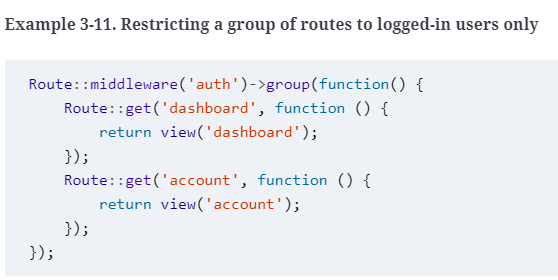 Example 3-11. Restricting a group of routes to logged-in users only
Route::middleware('auth')->group(function() {
    Route::get('dashboard', function () {
        return view('dashboard');
    });
    Route::get('account', function () {
        return view('account');
    });
});